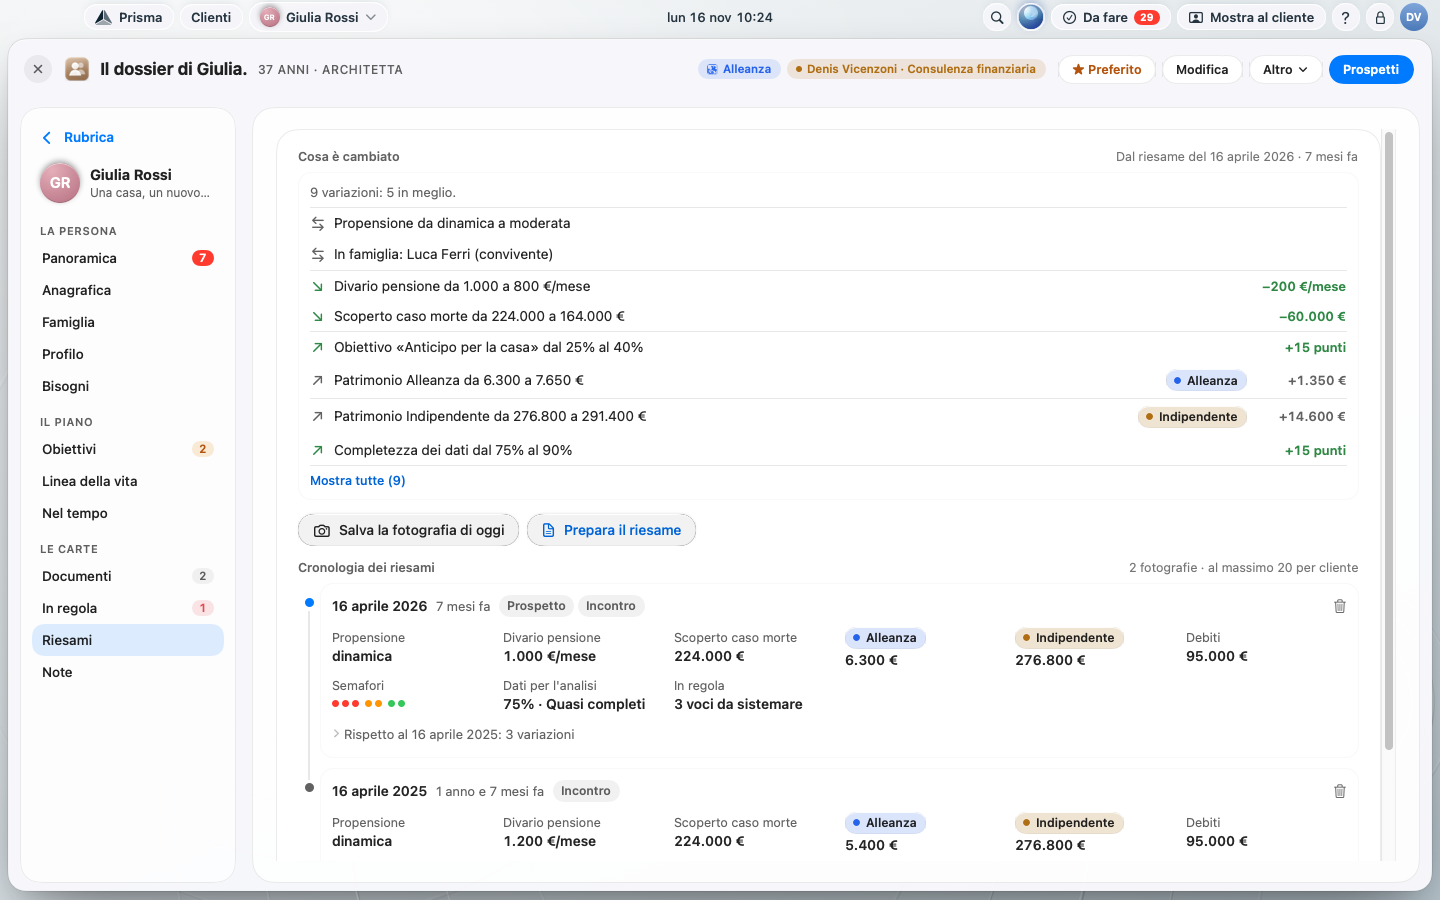 Prisma
Clienti
GR Giulia Rossi
lun 16 nov 10:24
Da fare 29
Mostra al cliente
?
DV
Il dossier di Giulia. 37 ANNI · ARCHITETTA
Alleanza
Denis Vicenzoni · Consulenza finanziaria
Preferito
Modifica
Altro
Prospetti
Rubrica
GR
Giulia Rossi
Una casa, un nuovo...
LA PERSONA
Panoramica 7
Anagrafica
Famiglia
Profilo
Bisogni
IL PIANO
Obiettivi 2
Linea della vita
Nel tempo
LE CARTE
Documenti 2
In regola 1
Riesami
Note
Cosa è cambiato
Dal riesame del 16 aprile 2026 · 7 mesi fa
9 variazioni: 5 in meglio.
Propensione da dinamica a moderata
In famiglia: Luca Ferri (convivente)
Divario pensione da 1.000 a 800 €/mese −200 €/mese
Scoperto caso morte da 224.000 a 164.000 € −60.000 €
Obiettivo «Anticipo per la casa» dal 25% al 40% +15 punti
Patrimonio Alleanza da 6.300 a 7.650 € Alleanza +1.350 €
Patrimonio Indipendente da 276.800 a 291.400 € Indipendente +14.600 €
Completezza dei dati dal 75% al 90% +15 punti
Mostra tutte (9)
Salva la fotografia di oggi
Prepara il riesame
Cronologia dei riesami
2 fotografie · al massimo 20 per cliente
16 aprile 2026 7 mesi fa Prospetto Incontro
Propensione Divario pensione Scoperto caso morte Alleanza Indipendente Debiti
dinamica 1.000 €/mese 224.000 € 6.300 € 276.800 € 95.000 €
Semafori Dati per l'analisi In regola
75% · Quasi completi 3 voci da sistemare
Rispetto al 16 aprile 2025: 3 variazioni
16 aprile 2025 1 anno e 7 mesi fa Incontro
Propensione Divario pensione Scoperto caso morte Alleanza Indipendente Debiti
dinamica 1.200 €/mese 224.000 € 5.400 € 276.800 € 95.000 €